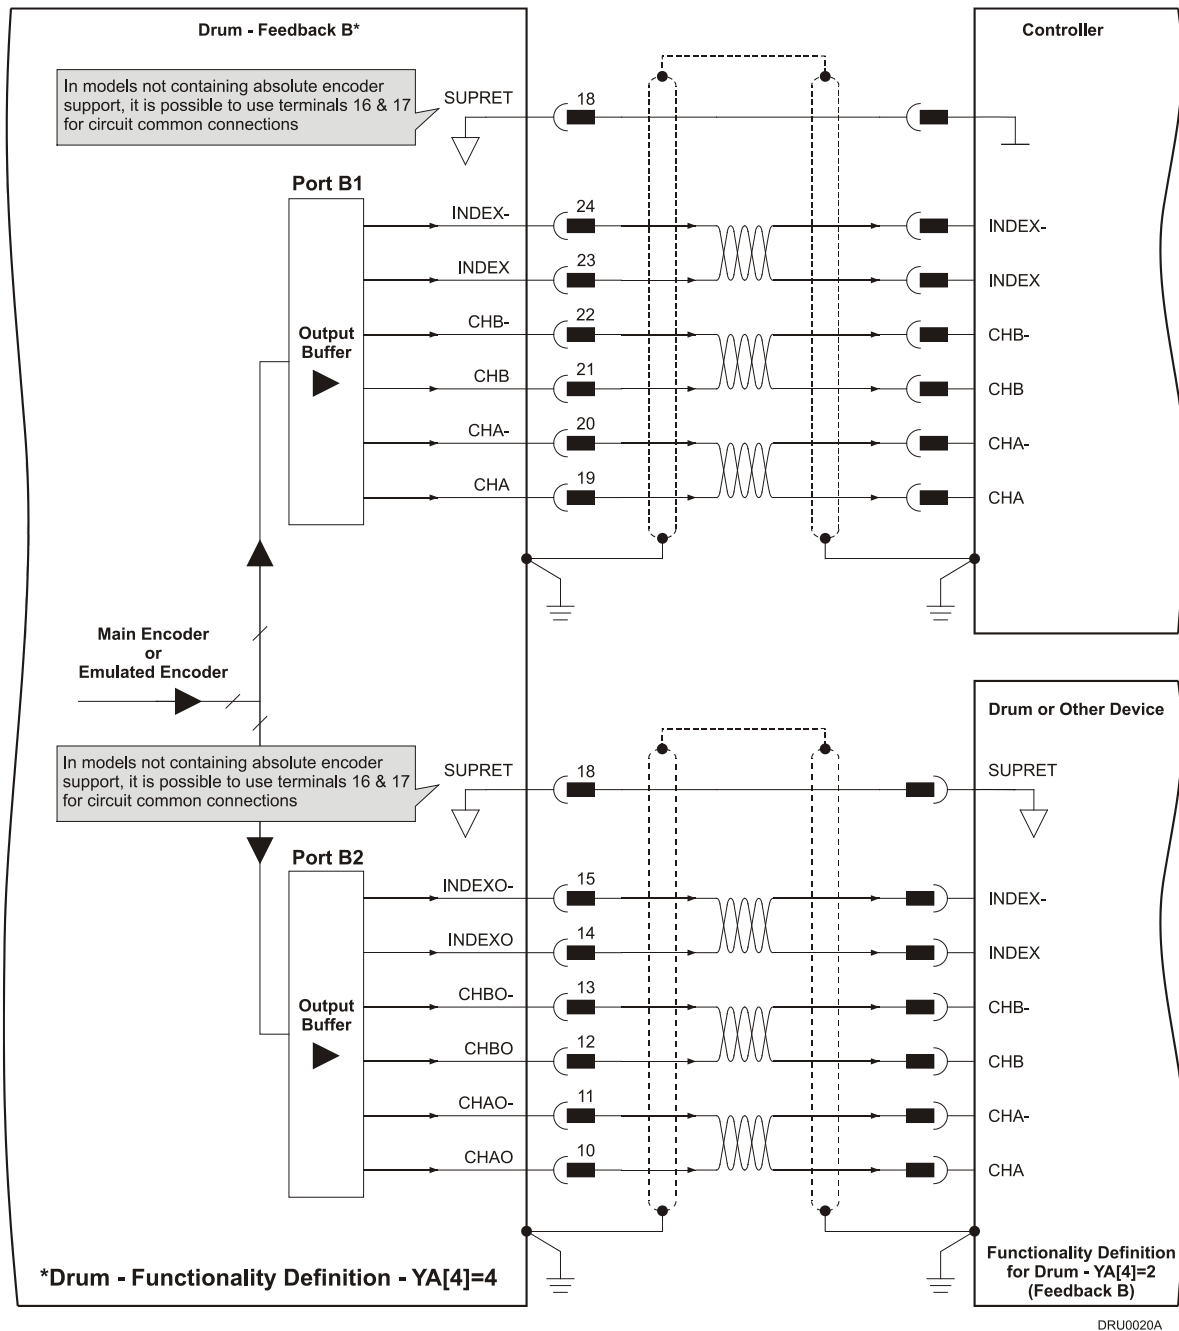 Drum - Feedback B*
Controller
In models not containing absolute encoder
support, it is possible to use terminals 16 & 17
for circuit common connections
SUPRET
18
Port B1
INDEX-
24
INDEX-
INDEX
23
INDEX
CHB-
22
CHB-
Output
Buffer
CHB
21
CHB
CHA-
20
CHA-
CHA
19
CHA
Main Encoder
or
Emulated Encoder
Drum or Other Device
In models not containing absolute encoder
support, it is possible to use terminals 16 & 17
for circuit common connections
SUPRET
18
SUPRET
Port B2
INDEXO-
15
INDEX-
INDEXO
14
INDEX
CHBO-
13
CHB-
Output
Buffer
CHBO
12
CHB
CHAO-
11
CHA-
CHAO
10
CHA
*Drum - Functionality Definition - YA[4]=4
Functionality Definition
for Drum - YA[4]=2
(Feedback B)
DRU0020A